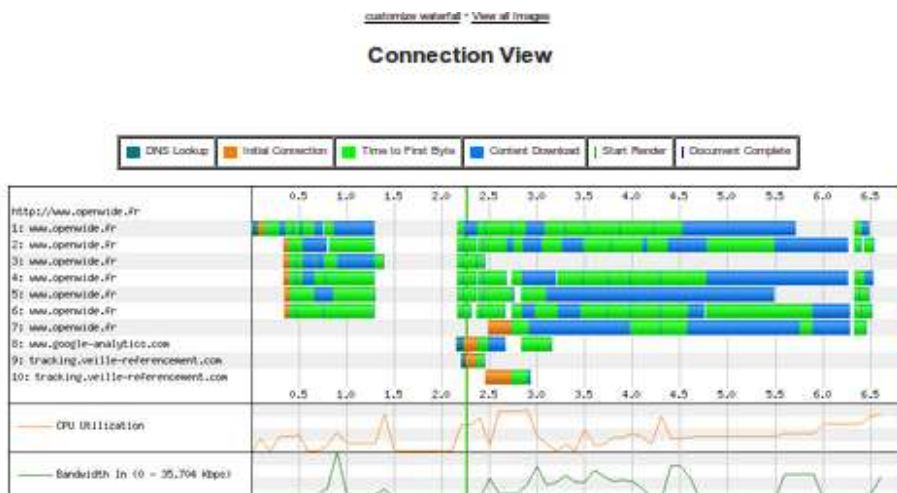 customize waterfall - View all Images
Connection View
DNS Lookup Initial Connection Time to First Byte Content Download Start Render Document Complete
0.5 1.0 1.5 2.0 2.5 3.0 3.5 4.0 4.5 5.0 5.5 6.0 6.5
http://www.openwide.fr
1: www.openwide.fr
2: www.openwide.fr
3: www.openwide.fr
4: www.openwide.fr
5: www.openwide.fr
6: www.openwide.fr
7: www.openwide.fr
8: www.google-analytics.com
9: tracking.veille-referencement.com
10: tracking.veille-referencement.com
0.5 1.0 1.5 2.0 2.5 3.0 3.5 4.0 4.5 5.0 5.5 6.0 6.5
CPU Utilization
Bandwidth In (0 - 35,704 Kbps)